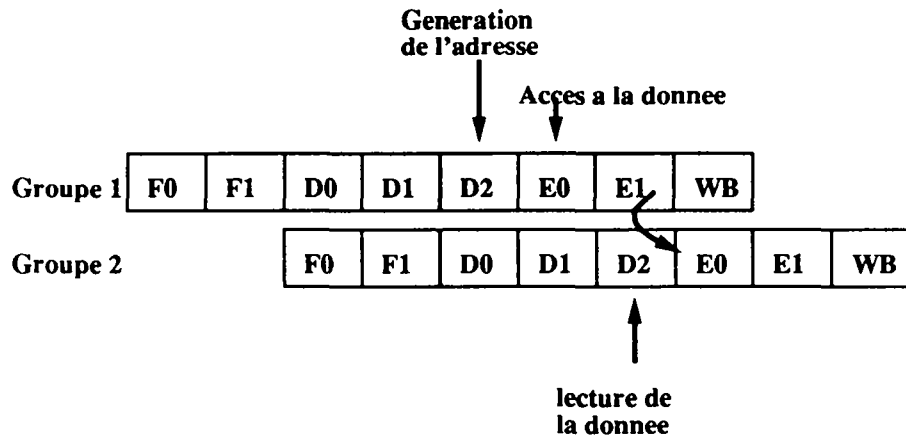 Generation
de l'adresse
Acces a la donnee
Groupe 1 F0 F1 D0 D1 D2 E0 E1 WB
Groupe 2 F0 F1 D0 D1 D2 E0 E1 WB
lecture de
la donnee